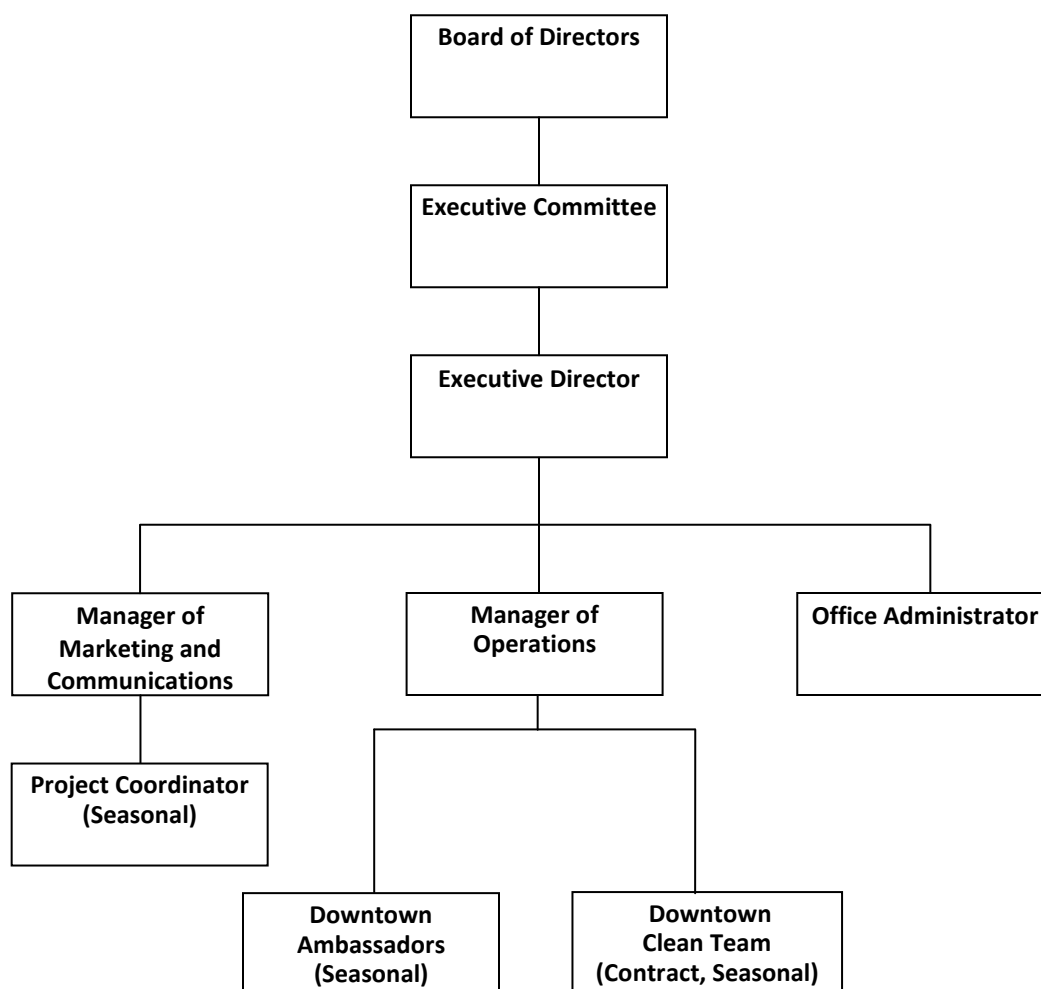 Board of Directors
Executive Committee
Executive Director
Manager of
Marketing and
Communications
Manager of
Operations
Office Administrator
Project Coordinator
(Seasonal)
Downtown
Ambassadors
(Seasonal)
Downtown
Clean Team
(Contract, Seasonal)